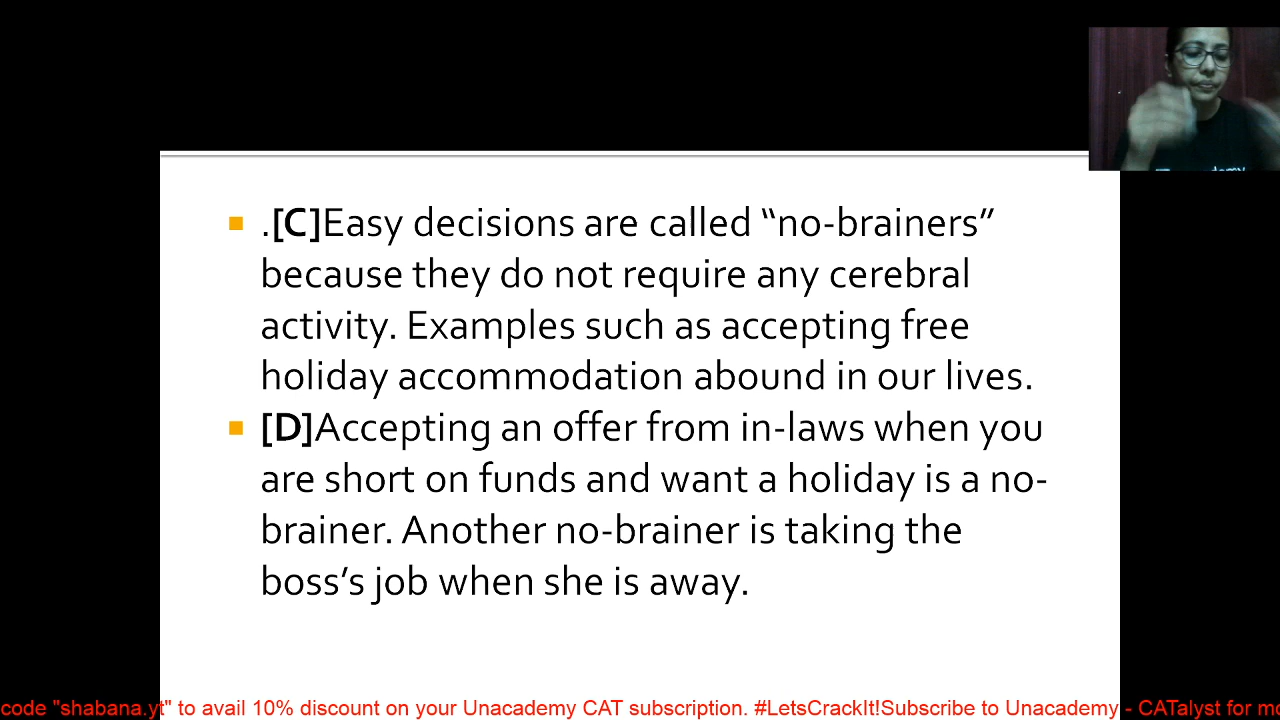 .[C]Easy decisions are called “no-brainers”
because they do not require any cerebral
activity. Examples such as accepting free
holiday accommodation abound in our lives.
[D]Accepting an offer from in-laws when you
are short on funds and want a holiday is a no-
brainer. Another no-brainer is taking the
boss’s job when she is away.
code "shabana.yt" to avail 10% discount on your Unacademy CAT subscription. #LetsCrackIt!Subscribe to Unacademy - CATalyst for